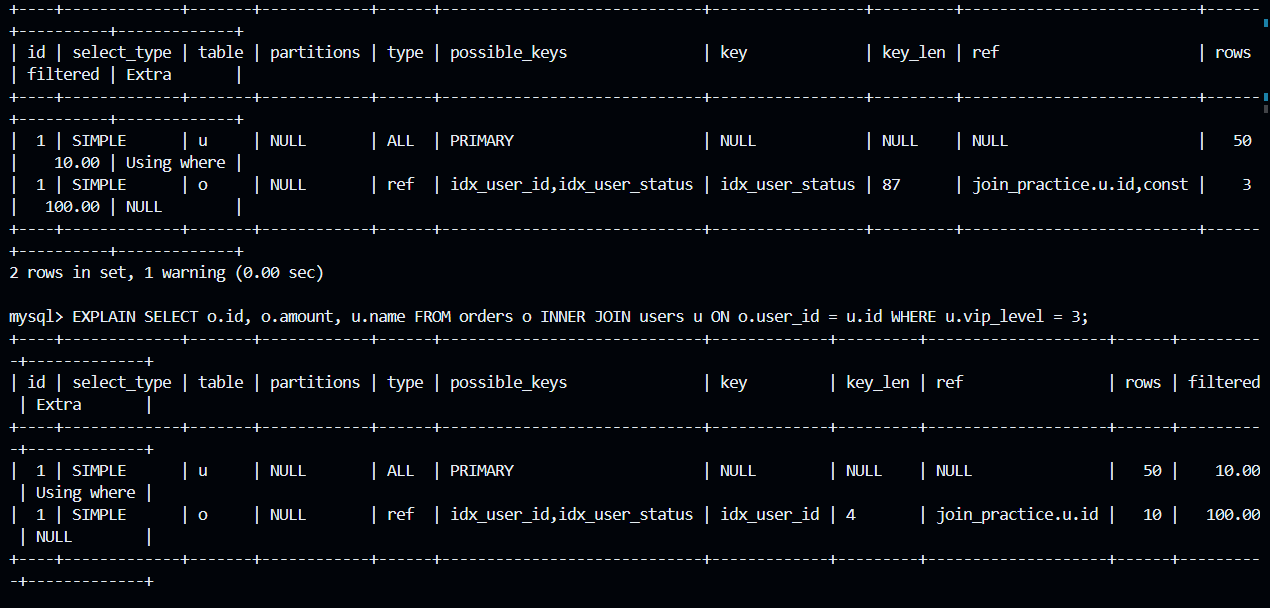 +----+-------------+-------+------------+------+-----------------------------+-----------------+---------+--------------------------+------
+----------+-------------+
| id | select_type | table | partitions | type | possible_keys               | key             | key_len | ref                      | rows
| filtered | Extra       |
+----+-------------+-------+------------+------+-----------------------------+-----------------+---------+--------------------------+------
+----------+-------------+
|  1 | SIMPLE      | u     | NULL       | ALL  | PRIMARY                     | NULL            | NULL    | NULL                     |   50
|    10.00 | Using where |
|  1 | SIMPLE      | o     | NULL       | ref  | idx_user_id,idx_user_status | idx_user_status | 87      | join_practice.u.id,const |    3
|   100.00 | NULL        |
+----+-------------+-------+------------+------+-----------------------------+-----------------+---------+--------------------------+------
+----------+-------------+
2 rows in set, 1 warning (0.00 sec)

mysql> EXPLAIN SELECT o.id, o.amount, u.name FROM orders o INNER JOIN users u ON o.user_id = u.id WHERE u.vip_level = 3;
+----+-------------+-------+------------+------+-----------------------------+-------------+---------+--------------------+------+---------
-+-------------+
| id | select_type | table | partitions | type | possible_keys               | key         | key_len | ref                | rows | filtered
 | Extra       |
+----+-------------+-------+------------+------+-----------------------------+-------------+---------+--------------------+------+---------
-+-------------+
|  1 | SIMPLE      | u     | NULL       | ALL  | PRIMARY                     | NULL        | NULL    | NULL               |   50 |    10.00
 | Using where |
|  1 | SIMPLE      | o     | NULL       | ref  | idx_user_id,idx_user_status | idx_user_id | 4       | join_practice.u.id |   10 |   100.00
 | NULL        |
+----+-------------+-------+------------+------+-----------------------------+-------------+---------+--------------------+------+---------
-+-------------+